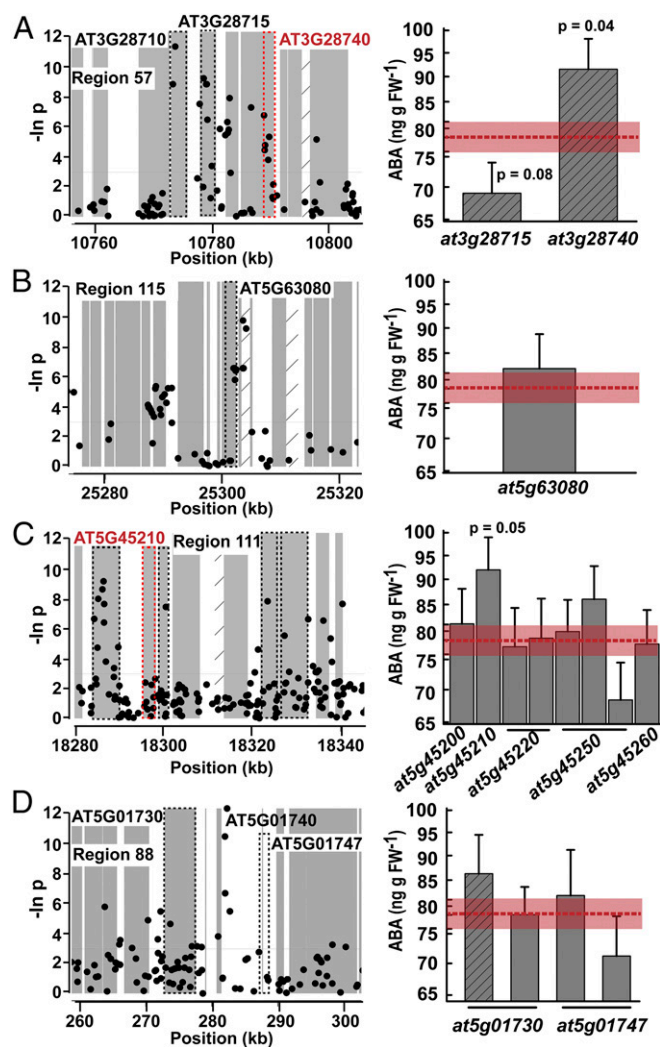 A
AT3G28715
AT3G28710
AT3G28740
Region 57
-ln p
12
10
8
6
4
2
0
10760
10780
10800
Position (kb)
ABA (ng g FW-1)
100
95
90
85
80
75
70
65
p = 0.04
p = 0.08
at3g28715
at3g28740
B
Region 115
AT5G63080
-ln p
12
10
8
6
4
2
0
25280
25300
25320
Position (kb)
ABA (ng g FW-1)
100
95
90
85
80
75
70
65
at5g63080
C
AT5G45210
Region 111
-ln p
12
10
8
6
4
2
0
18280
18300
18320
18340
Position (kb)
ABA (ng g FW-1)
100
95
90
85
80
75
70
65
p = 0.05
at5g45200
at5g45210
at5g45220
at5g45250
at5g45260
D
AT5G01730
AT5G01740
AT5G01747
Region 88
-ln p
12
10
8
6
4
2
0
260
270
280
290
300
Position (kb)
ABA (ng g FW-1)
100
95
90
85
80
75
70
65
at5g01730
at5g01747